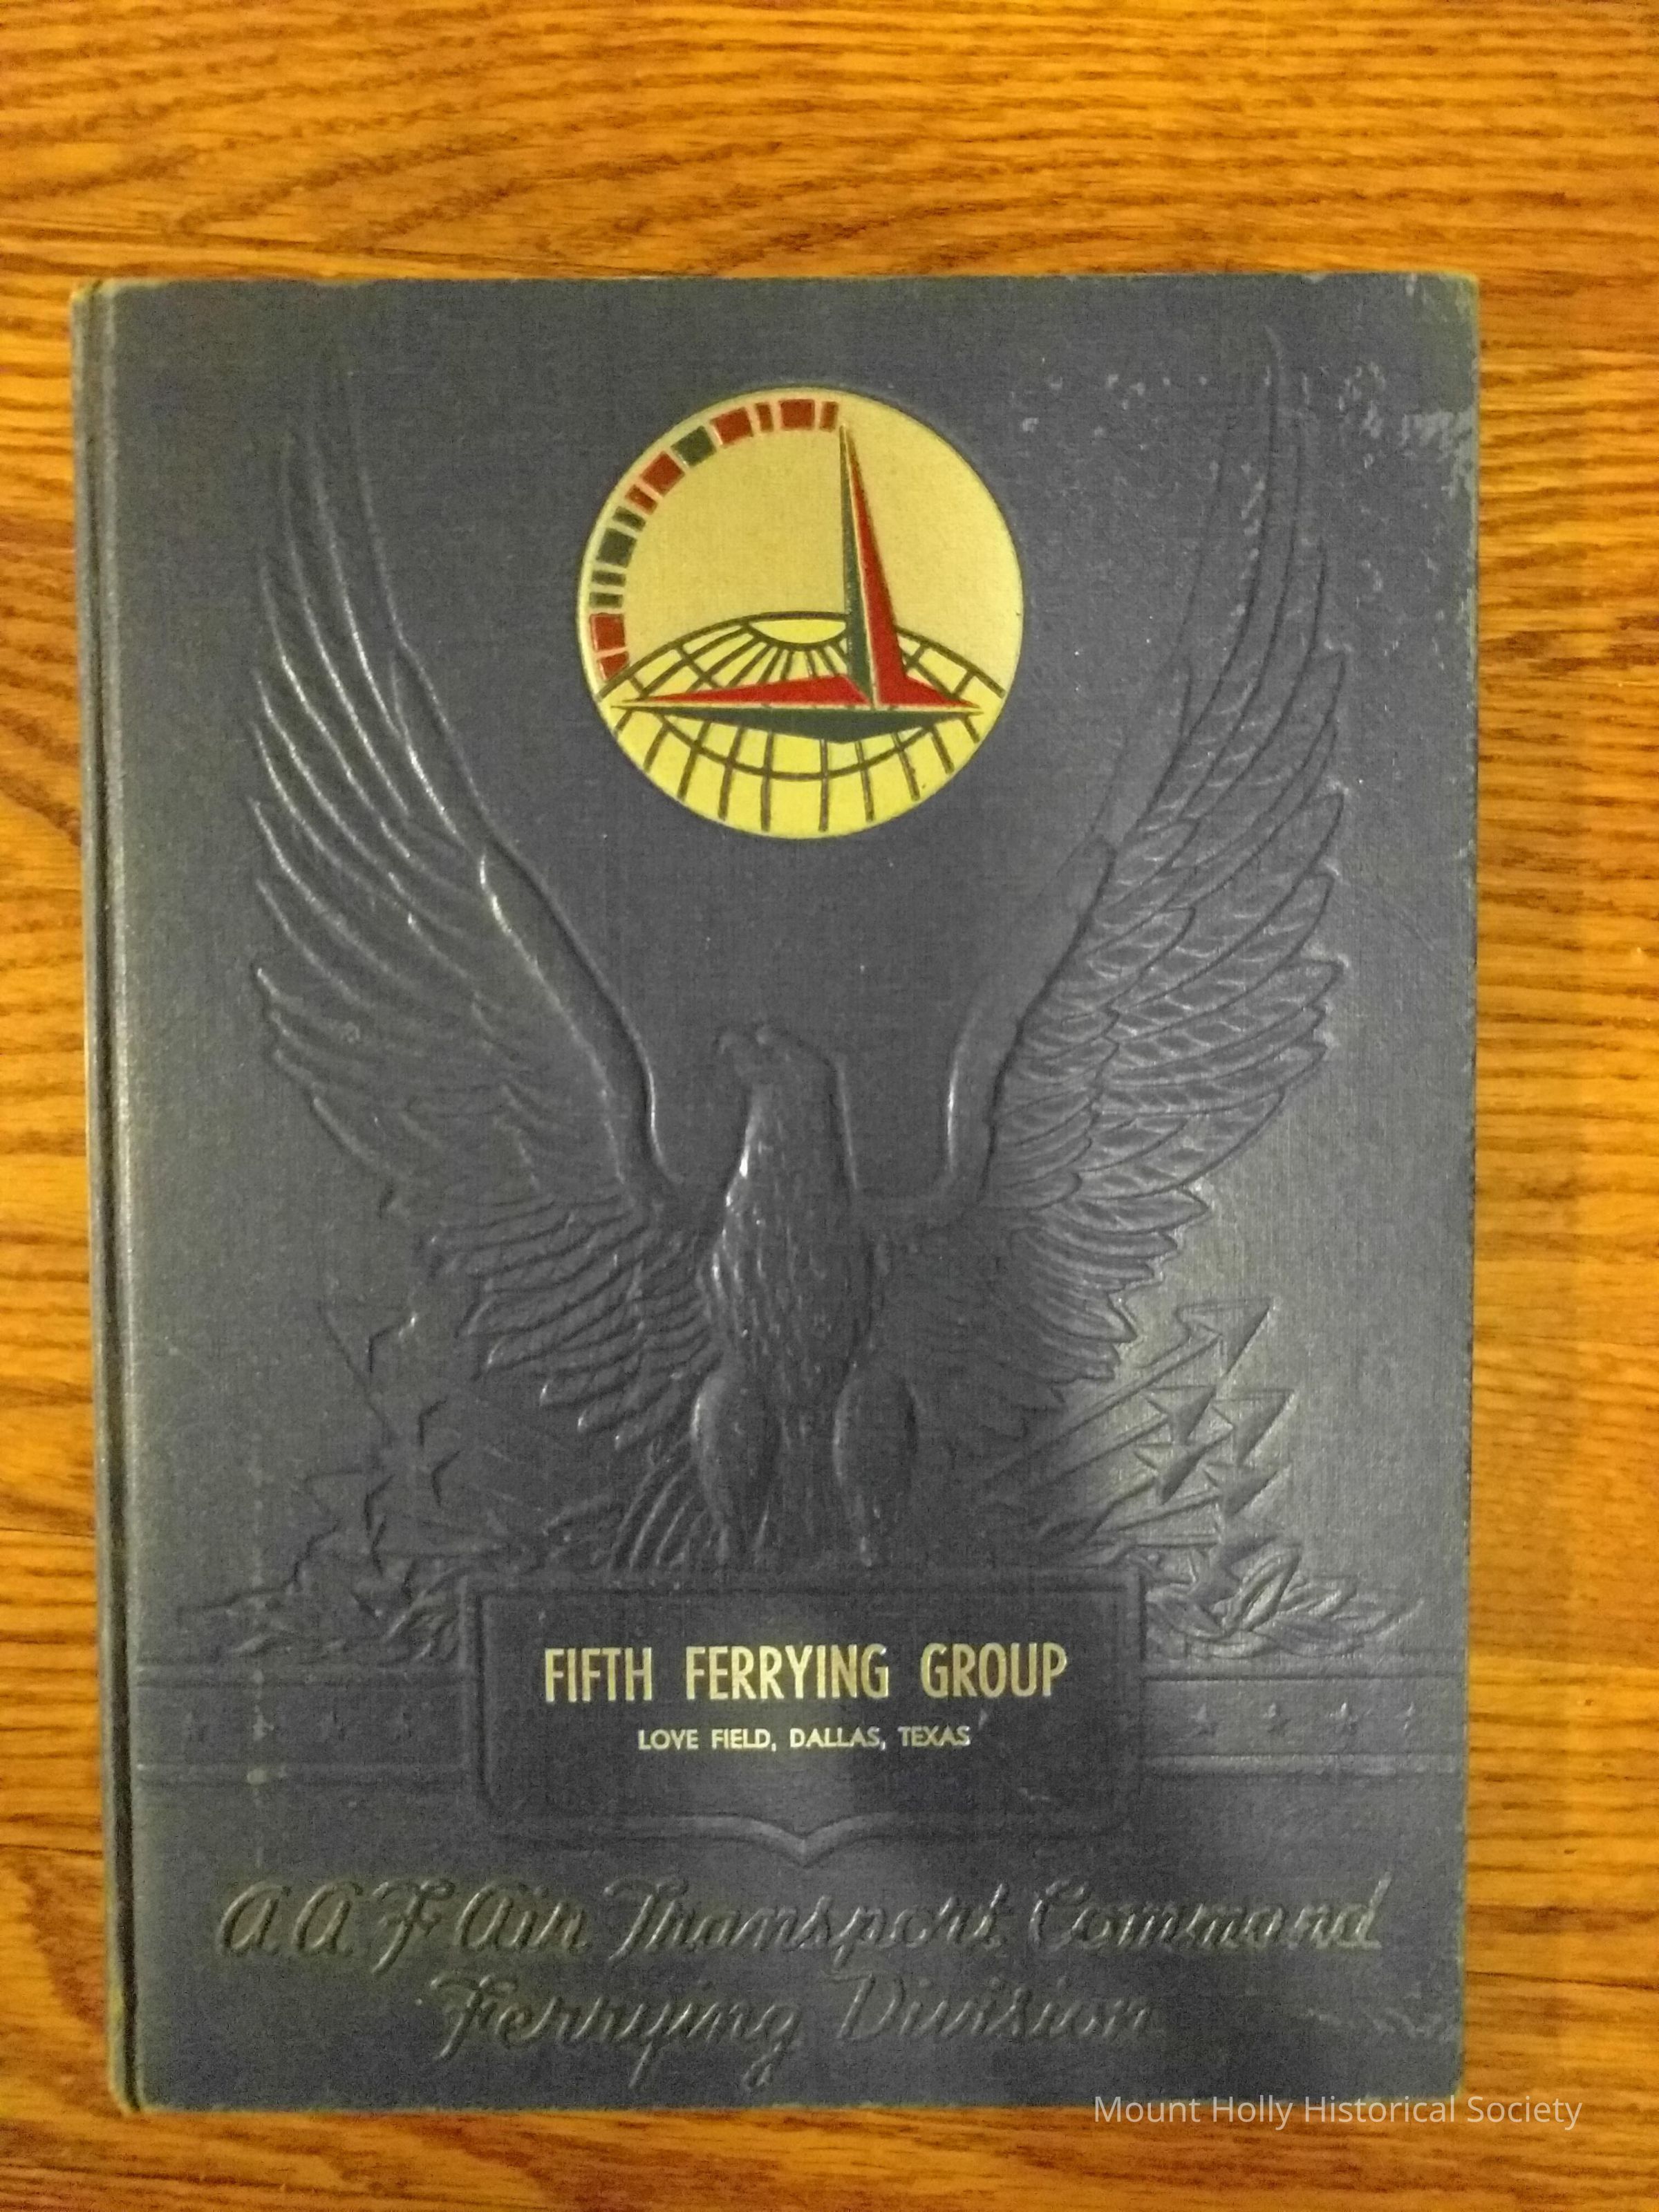 FIFTH FERRYING GROUP
LOVE FIELD, DALLAS, TEXAS
A A F Air Transport Command
Ferrying Division
Mount Holly Historical Society